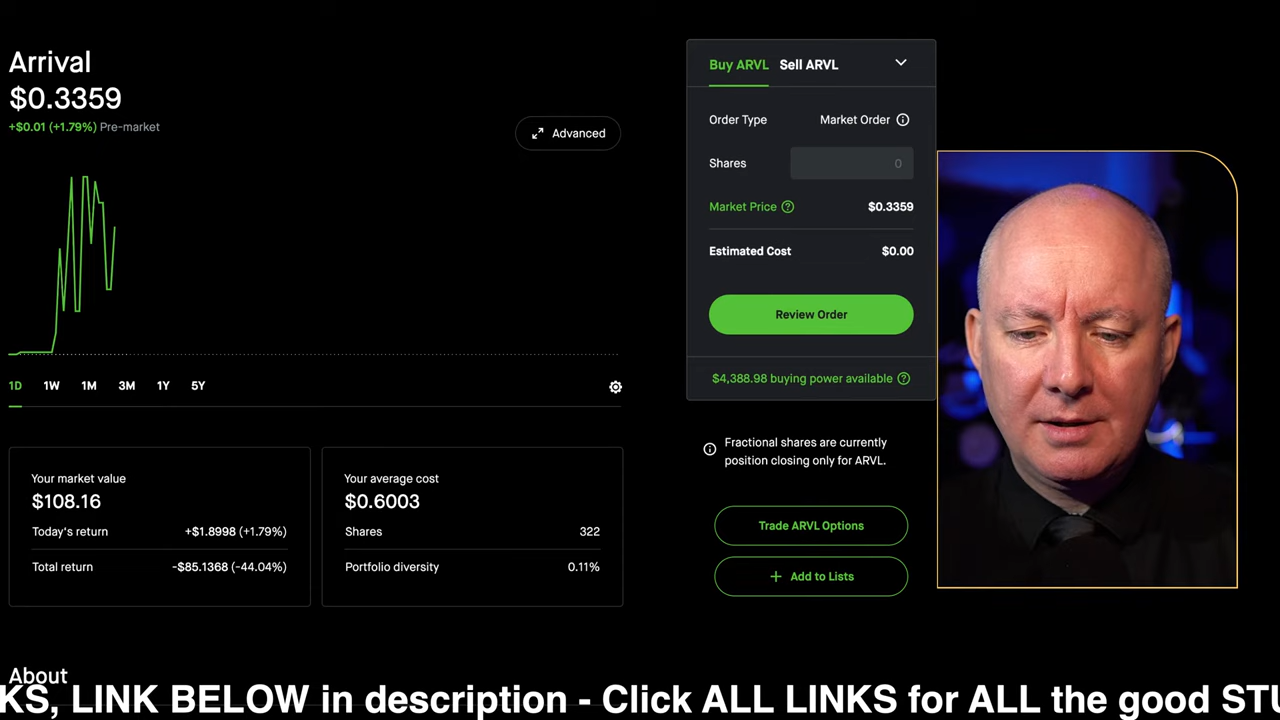 Arrival
$0.3359
+$0.01 (+1.79%) Pre-market
Advanced
1D 1W 1M 3M 1Y 5Y
Your market value
$108.16
Today's return +$1.8998 (+1.79%)
Total return -$85.1368 (-44.04%)
Your average cost
$0.6003
Shares 322
Portfolio diversity 0.11%
Buy ARVL Sell ARVL
Order Type Market Order
Shares 0
Market Price $0.3359
Estimated Cost $0.00
Review Order
$4,388.98 buying power available
Fractional shares are currently
position closing only for ARVL.
Trade ARVL Options
+ Add to Lists
About
KS, LINK BELOW in description - Click ALL LINKS for ALL the good STU